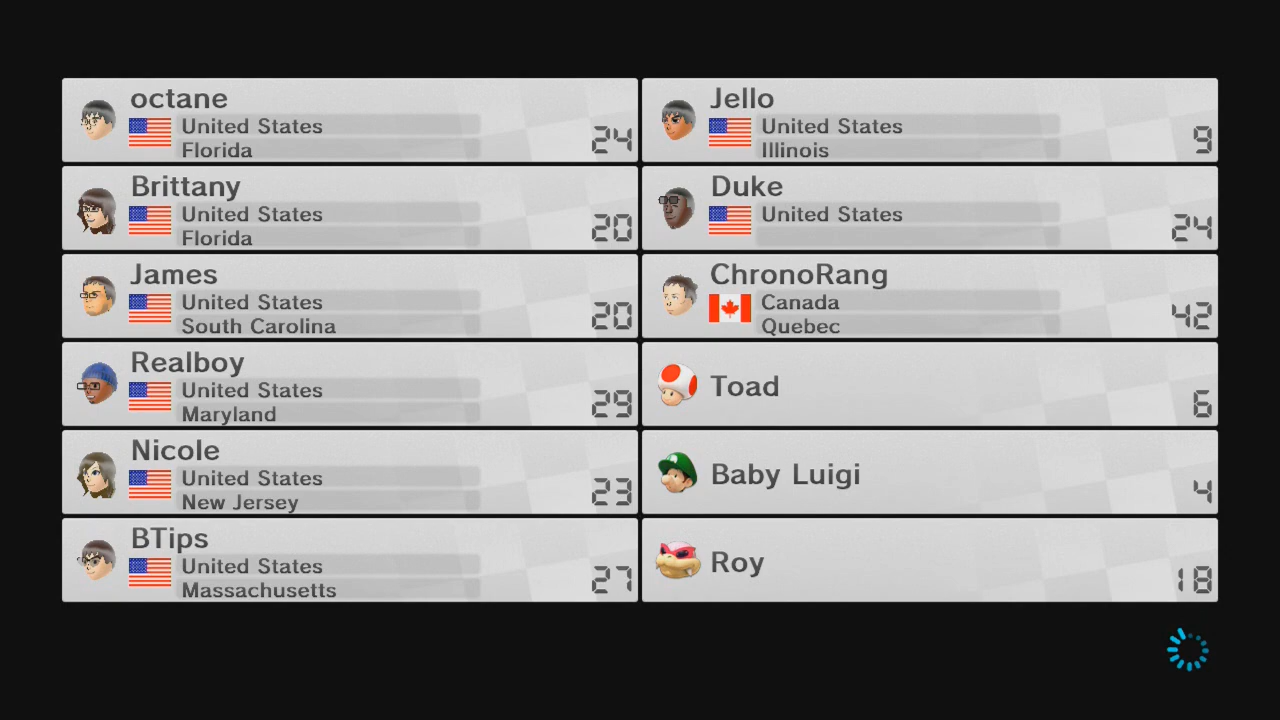 octane
United States
Florida
24
Brittany
United States
Florida
20
James
United States
South Carolina
20
Realboy
United States
Maryland
29
Nicole
United States
New Jersey
23
BTips
United States
Massachusetts
27
Jello
United States
Illinois
9
Duke
United States
24
ChronoRang
Canada
Quebec
42
Toad
6
Baby Luigi
4
Roy
18